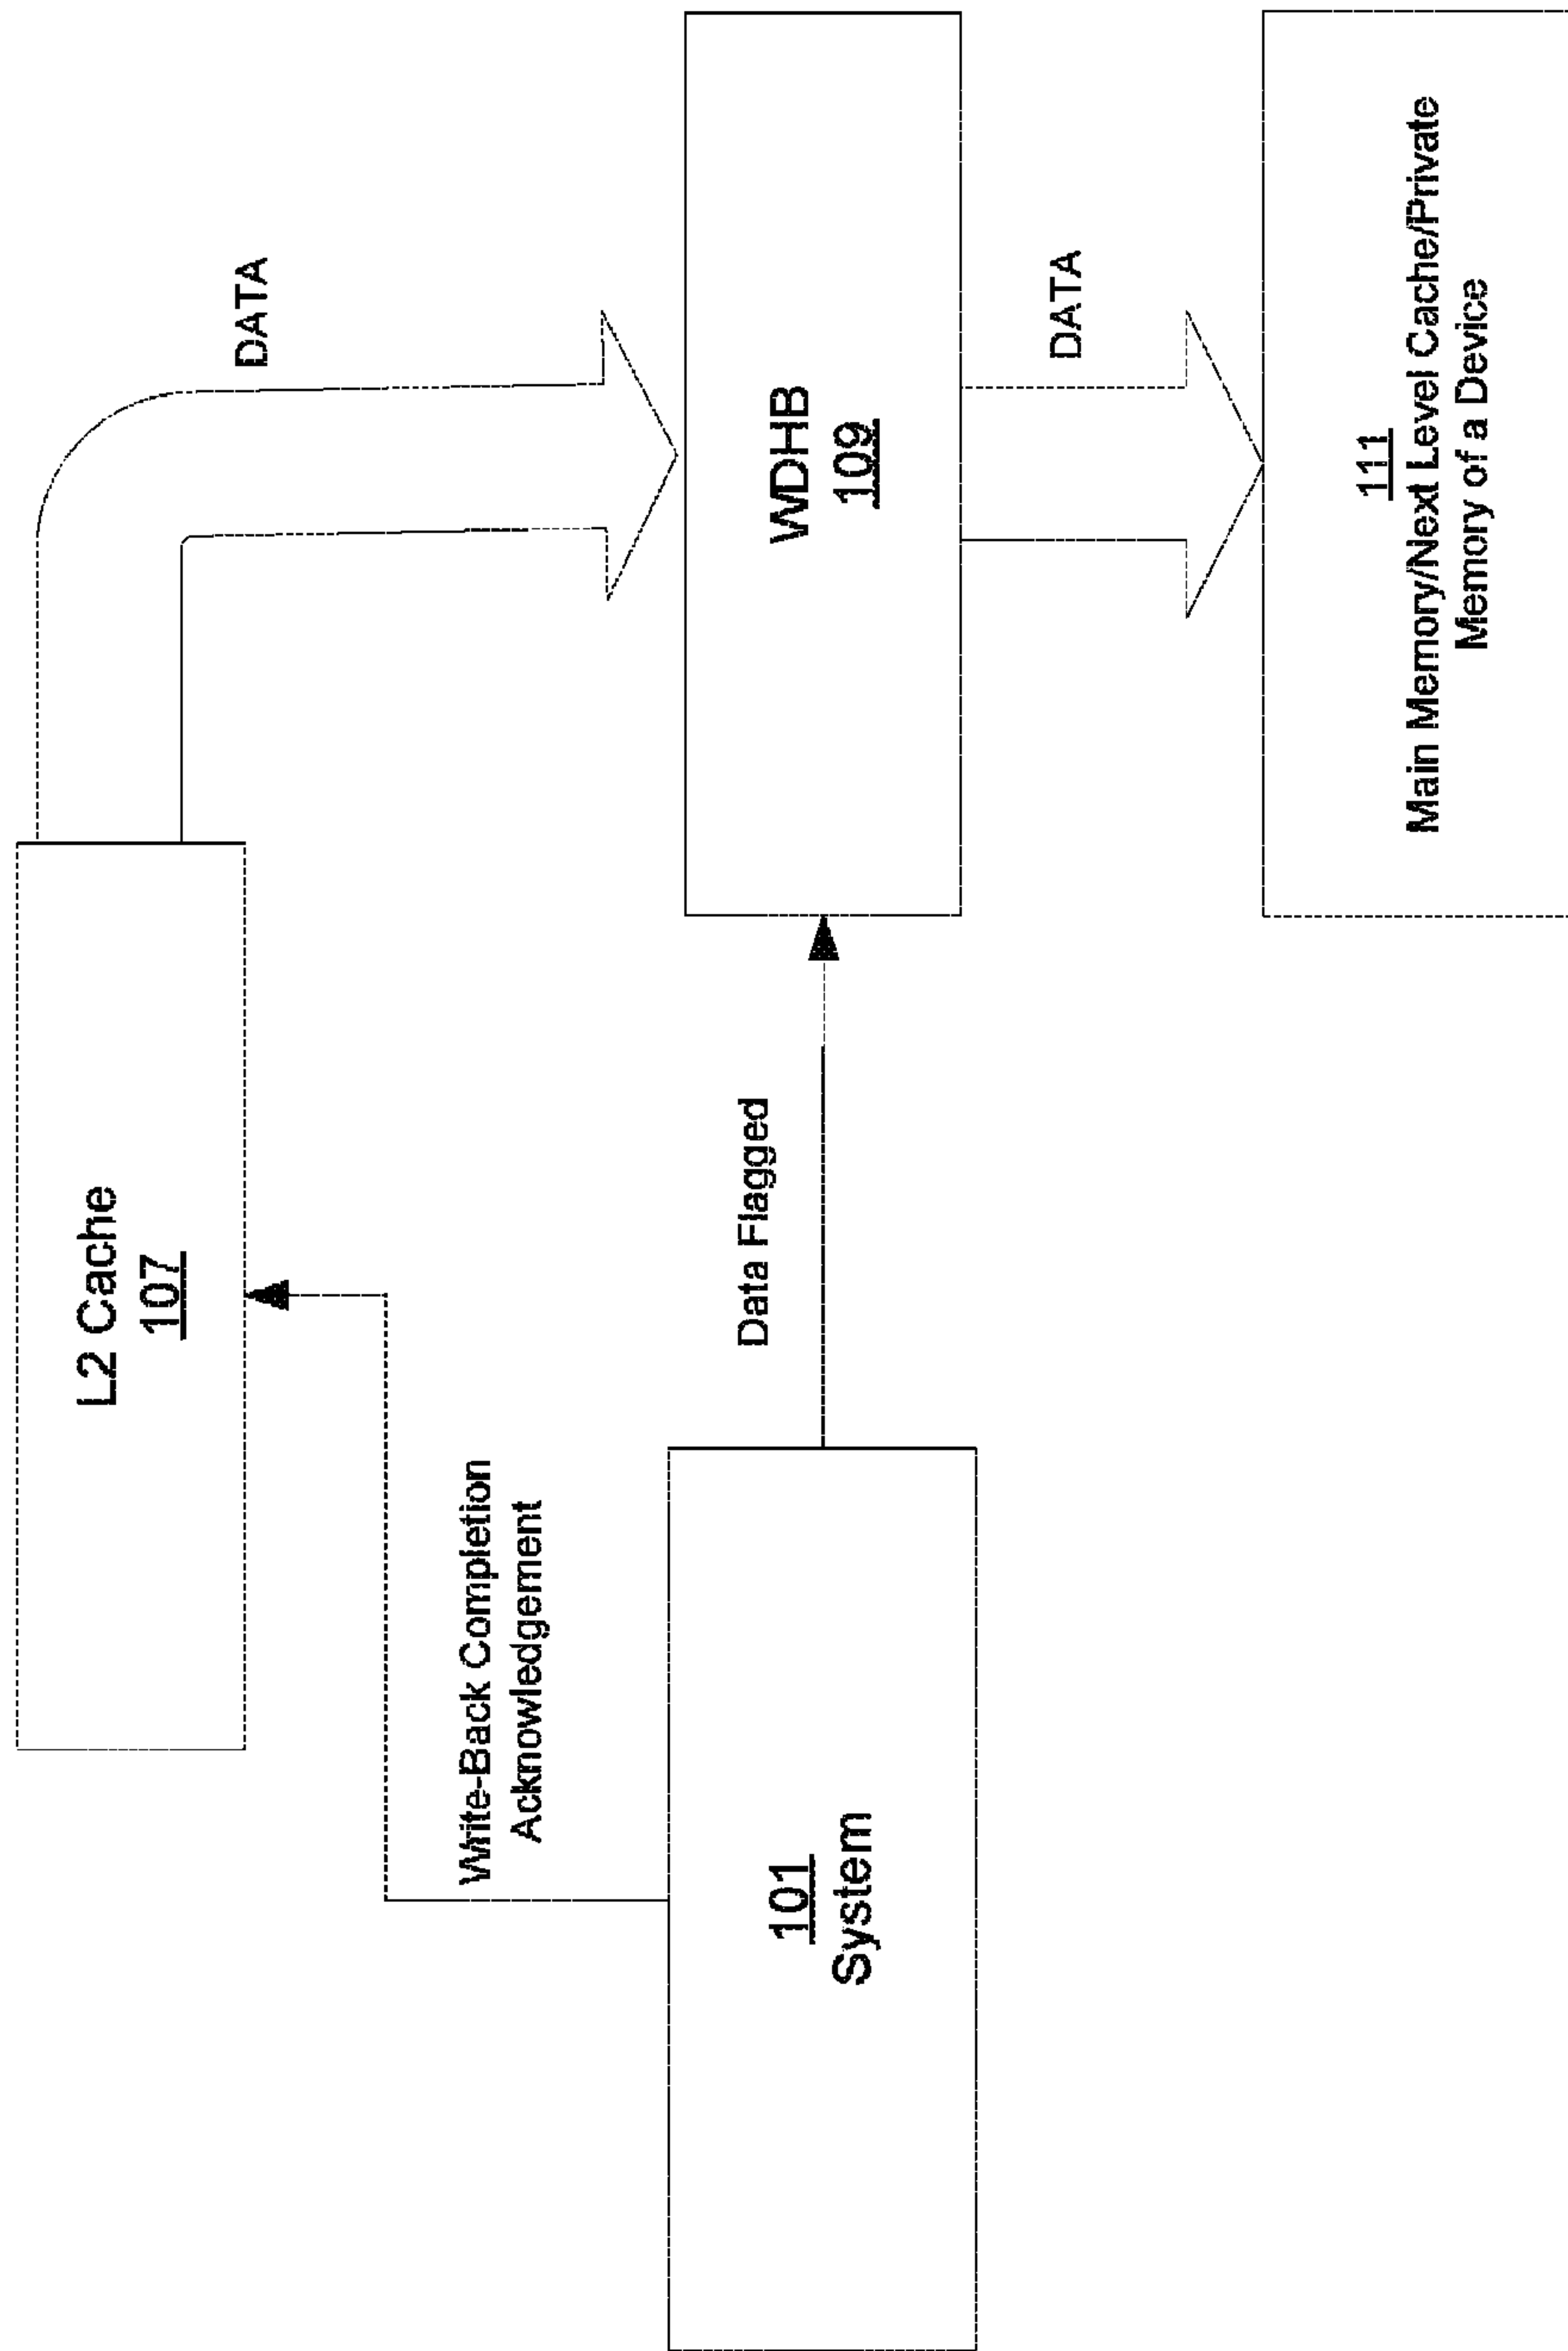 L2 Cache
107
DATA
Write-Back Completion
Acknowledgement
Data Flagged
101
System
WDHB
109
DATA
111
Main Memory/Next Level Cache/Private
Memory of a Device